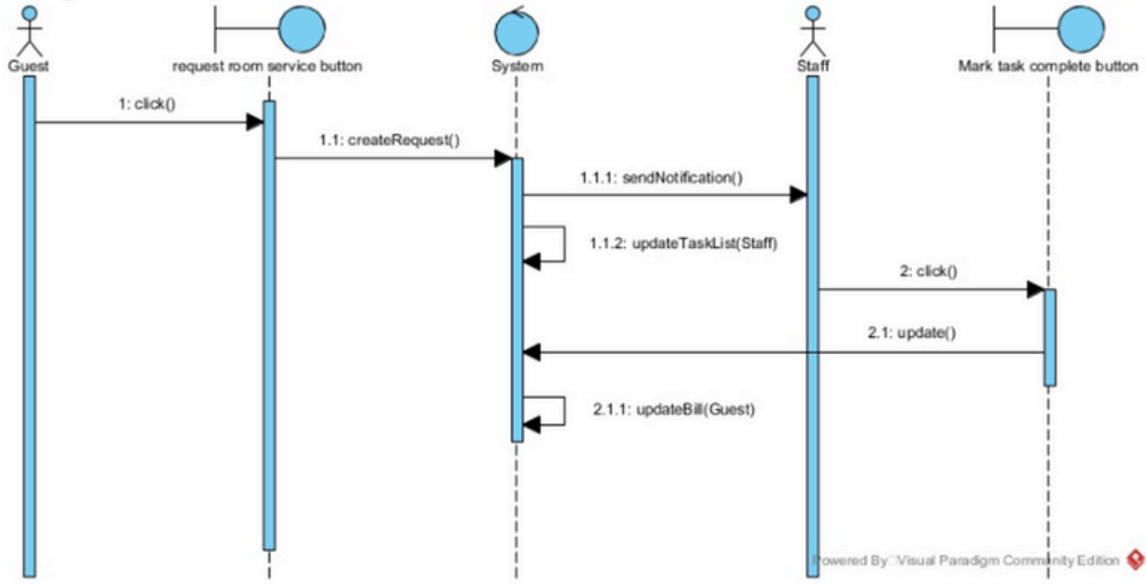 Guest
request room service button
System
Staff
Mark task complete button
1: click()
1.1: createRequest()
1.1.1: sendNotification()
1.1.2: updateTaskList(Staff)
2: click()
2.1: update()
2.1.1: updateBill(Guest)
Powered By Visual Paradigm Community Edition